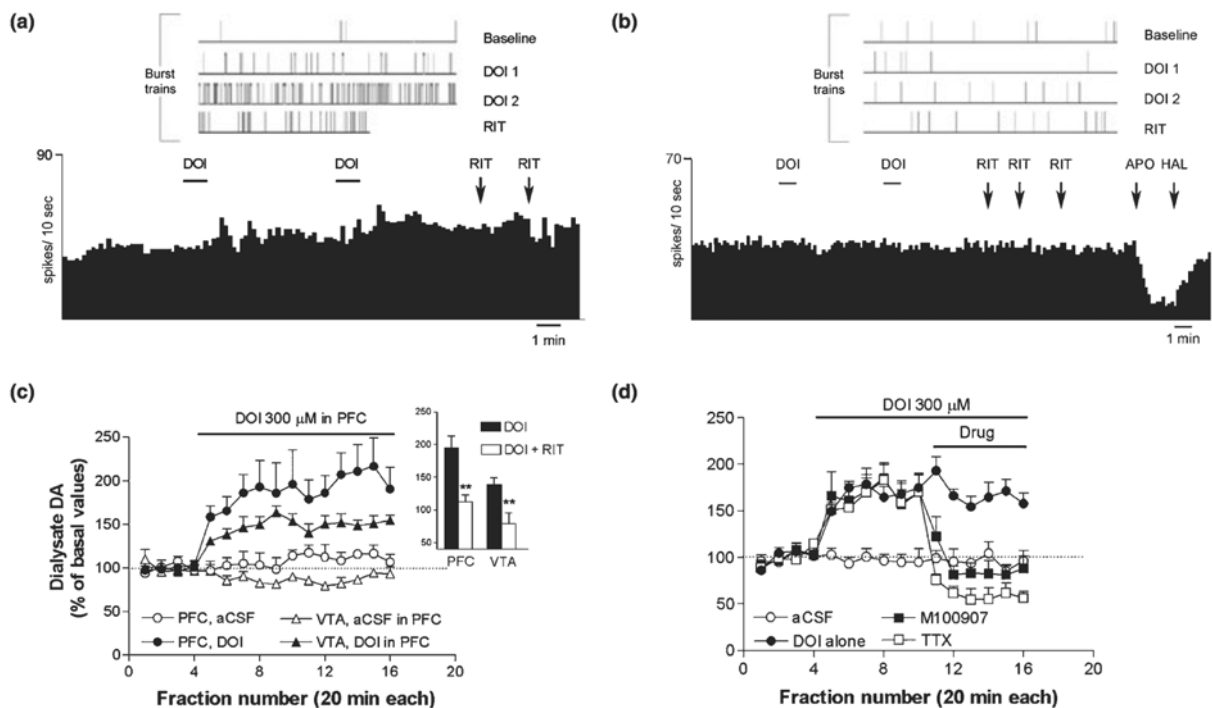 (a)
Burst trains
Baseline
DOI 1
DOI 2
RIT
90
DOI DOI RIT RIT
spikes/ 10 sec
1 min
(b)
Burst trains
Baseline
DOI 1
DOI 2
RIT
70
DOI DOI RIT RIT RIT APO HAL
spikes/ 10 sec
1 min
(c)
DOI 300 μM in PFC
Dialysate DA
(% of basal values)
250
200
150
100
50
0
0 4 8 12 16 20
PFC, aCSF
VTA, aCSF in PFC
PFC, DOI
VTA, DOI in PFC
Fraction number (20 min each)
250
200
150
100
50
DOI
DOI + RIT
**
**
PFC VTA
(d)
DOI 300 μM
Drug
250
200
150
100
50
0
0 4 8 12 16 20
aCSF
M100907
DOI alone
TTX
Fraction number (20 min each)